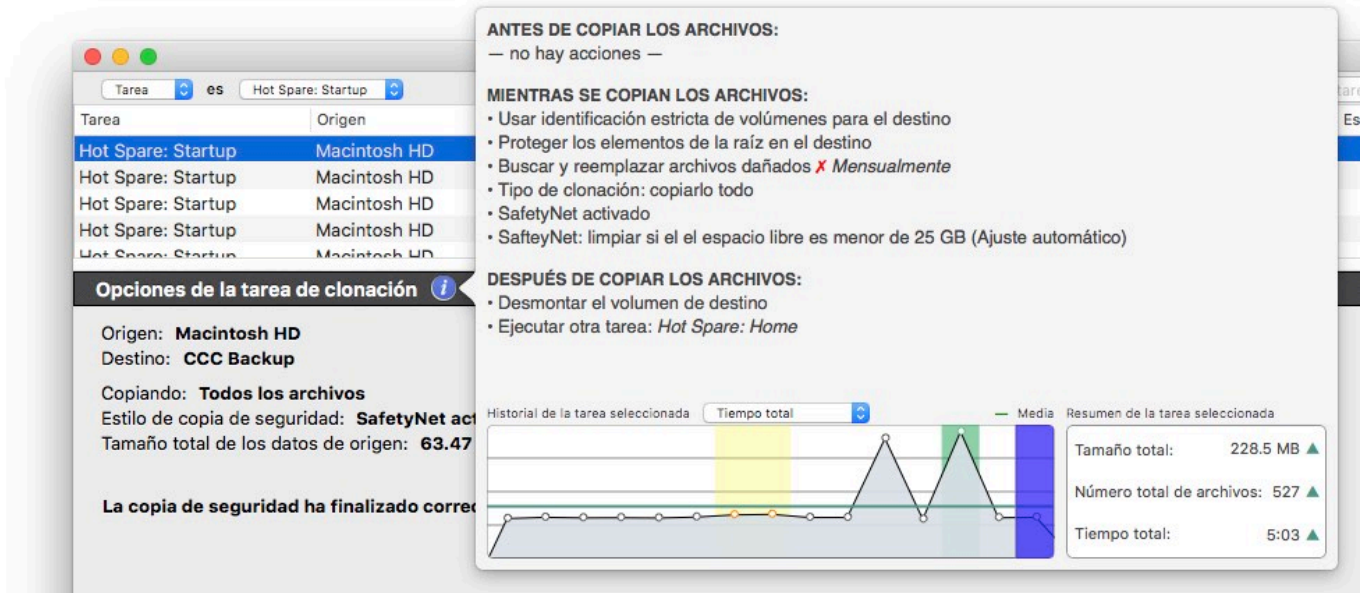 Tarea es Hot Spare: Startup
Tarea Origen
Hot Spare: Startup Macintosh HD
Hot Spare: Startup Macintosh HD
Hot Spare: Startup Macintosh HD
Hot Spare: Startup Macintosh HD
Hot Spare: Startup Macintosh HD
Opciones de la tarea de clonación i
Origen: Macintosh HD
Destino: CCC Backup
Copiando: Todos los archivos
Estilo de copia de seguridad: SafetyNet
Tamaño total de los datos de origen: 63.47
La copia de seguridad ha finalizado
ANTES DE COPIAR LOS ARCHIVOS:
— no hay acciones —
MIENTRAS SE COPIAN LOS ARCHIVOS:
• Usar identificación estricta de volúmenes para el destino
• Proteger los elementos de la raíz en el destino
• Buscar y reemplazar archivos dañados ✗ Mensualmente
• Tipo de clonación: copiarlo todo
• SafetyNet activado
• SafteyNet: limpiar si el el espacio libre es menor de 25 GB (Ajuste automático)
DESPUÉS DE COPIAR LOS ARCHIVOS:
• Desmontar el volumen de destino
• Ejecutar otra tarea: Hot Spare: Home
Historial de la tarea seleccionada Tiempo total — Media Resumen de la tarea seleccionada
Tamaño total: 228.5 MB ▲
Número total de archivos: 527 ▲
Tiempo total: 5:03 ▲